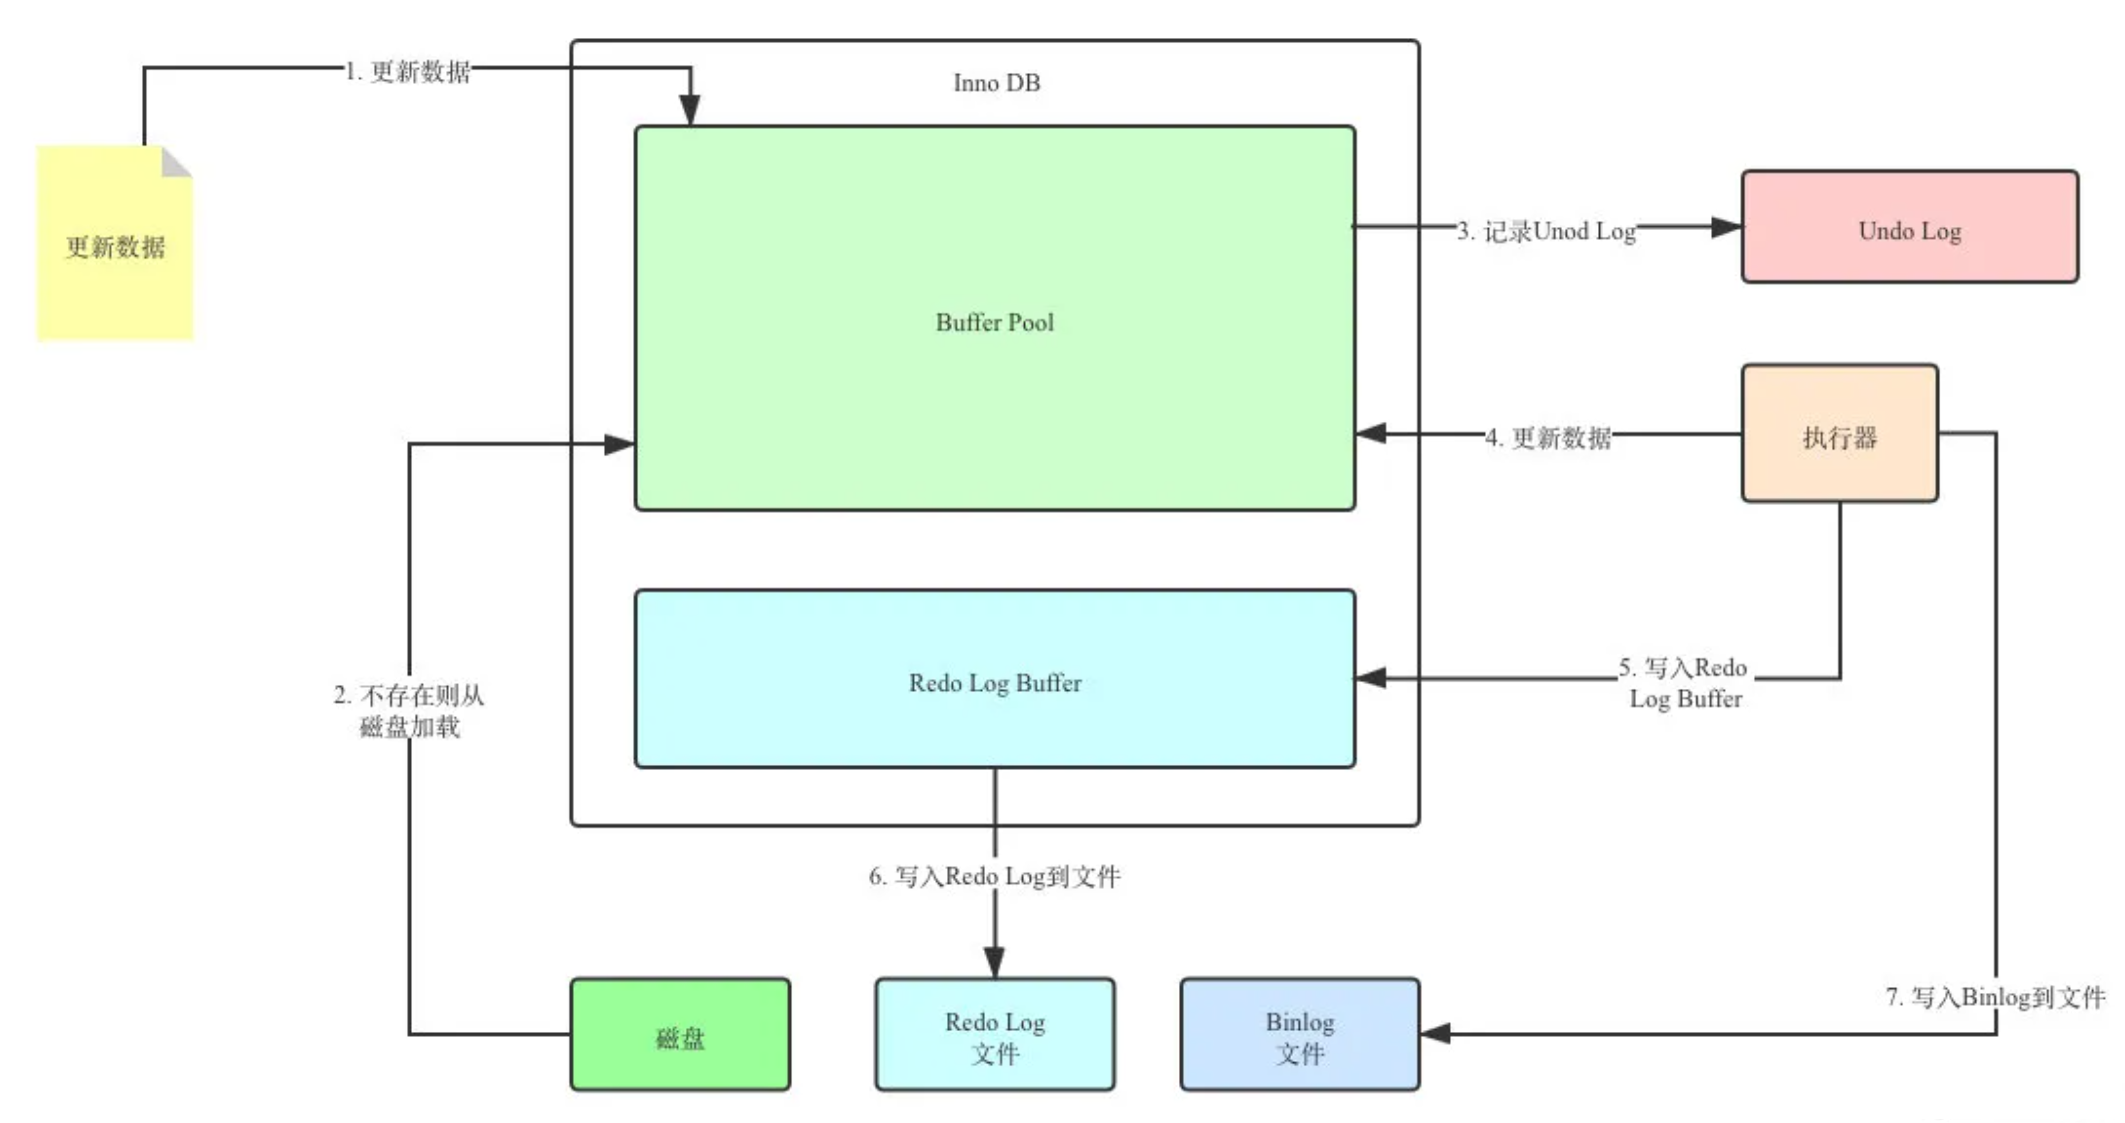 1. 更新数据
Inno DB
更新数据
Buffer Pool
3. 记录Unod Log
Undo Log
4. 更新数据
执行器
2. 不存在则从
磁盘加载
Redo Log Buffer
5. 写入Redo
Log Buffer
6. 写入Redo Log到文件
7. 写入Binlog到文件
磁盘
Redo Log
文件
Binlog
文件